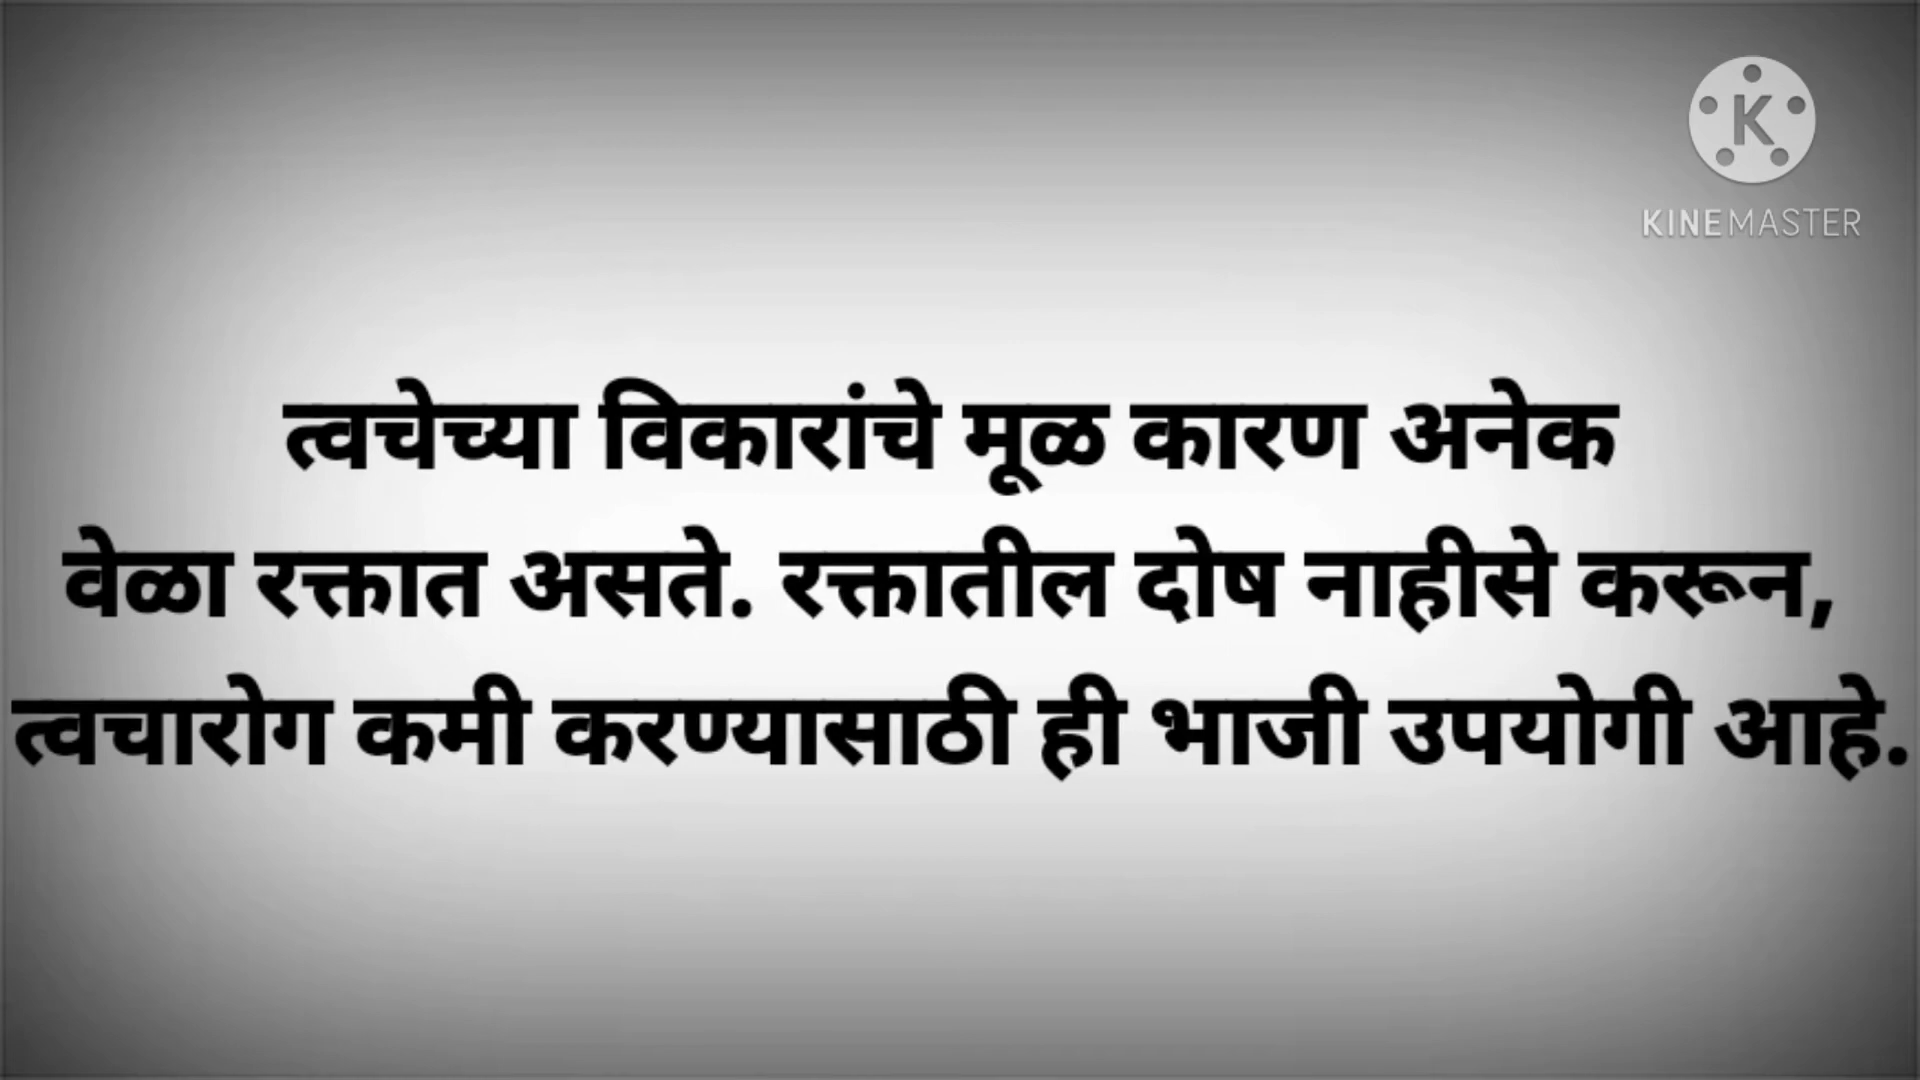 K
KINEMASTER
त्वचेच्या विकारांचे मूळ कारण अनेक
वेळा रक्तात असते. रक्तातील दोष नाहीसे करून,
त्वचारोग कमी करण्यासाठी ही भाजी उपयोगी आहे.